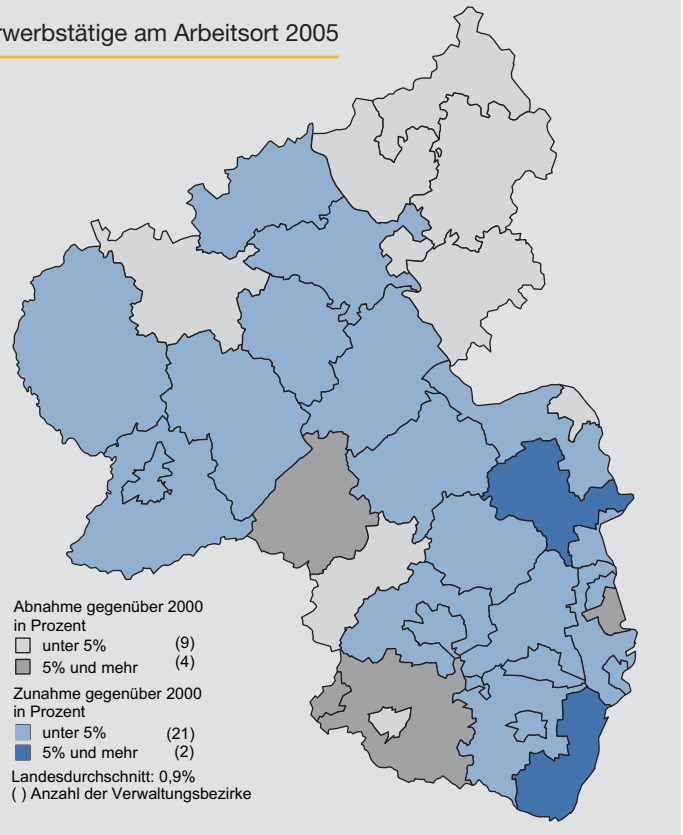 rwerbstätige am Arbeitsort 2005
Abnahme gegenüber 2000
in Prozent
unter 5% (9)
5% und mehr (4)
Zunahme gegenüber 2000
in Prozent
unter 5% (21)
5% und mehr (2)
Landesdurchschnitt: 0,9%
( ) Anzahl der Verwaltungsbezirke